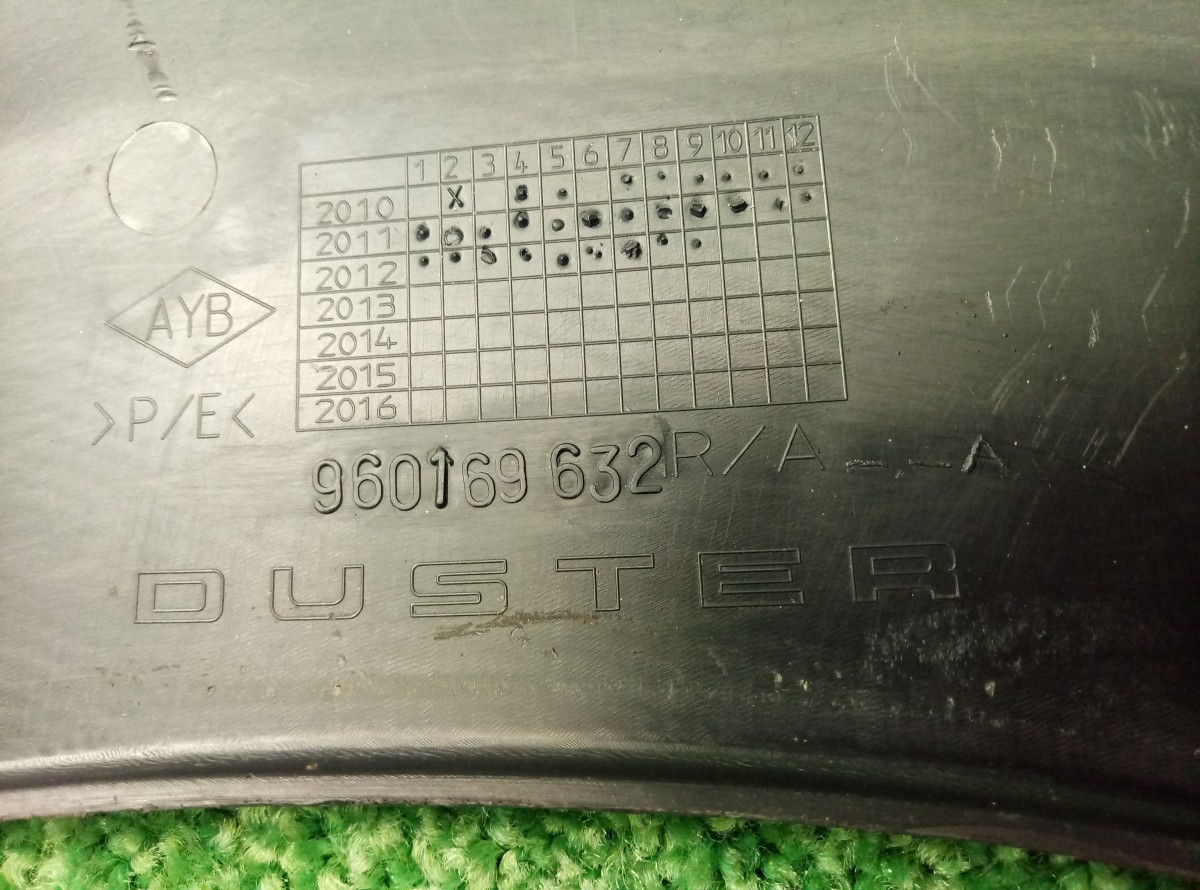 1 2 3 4 5 6 7 8 9 10 11 12
2010 X
2011
2012
2013
2014
2015
2016
AYB
>P/E<
960169 632R/A _ _._ _ A
DUSTER